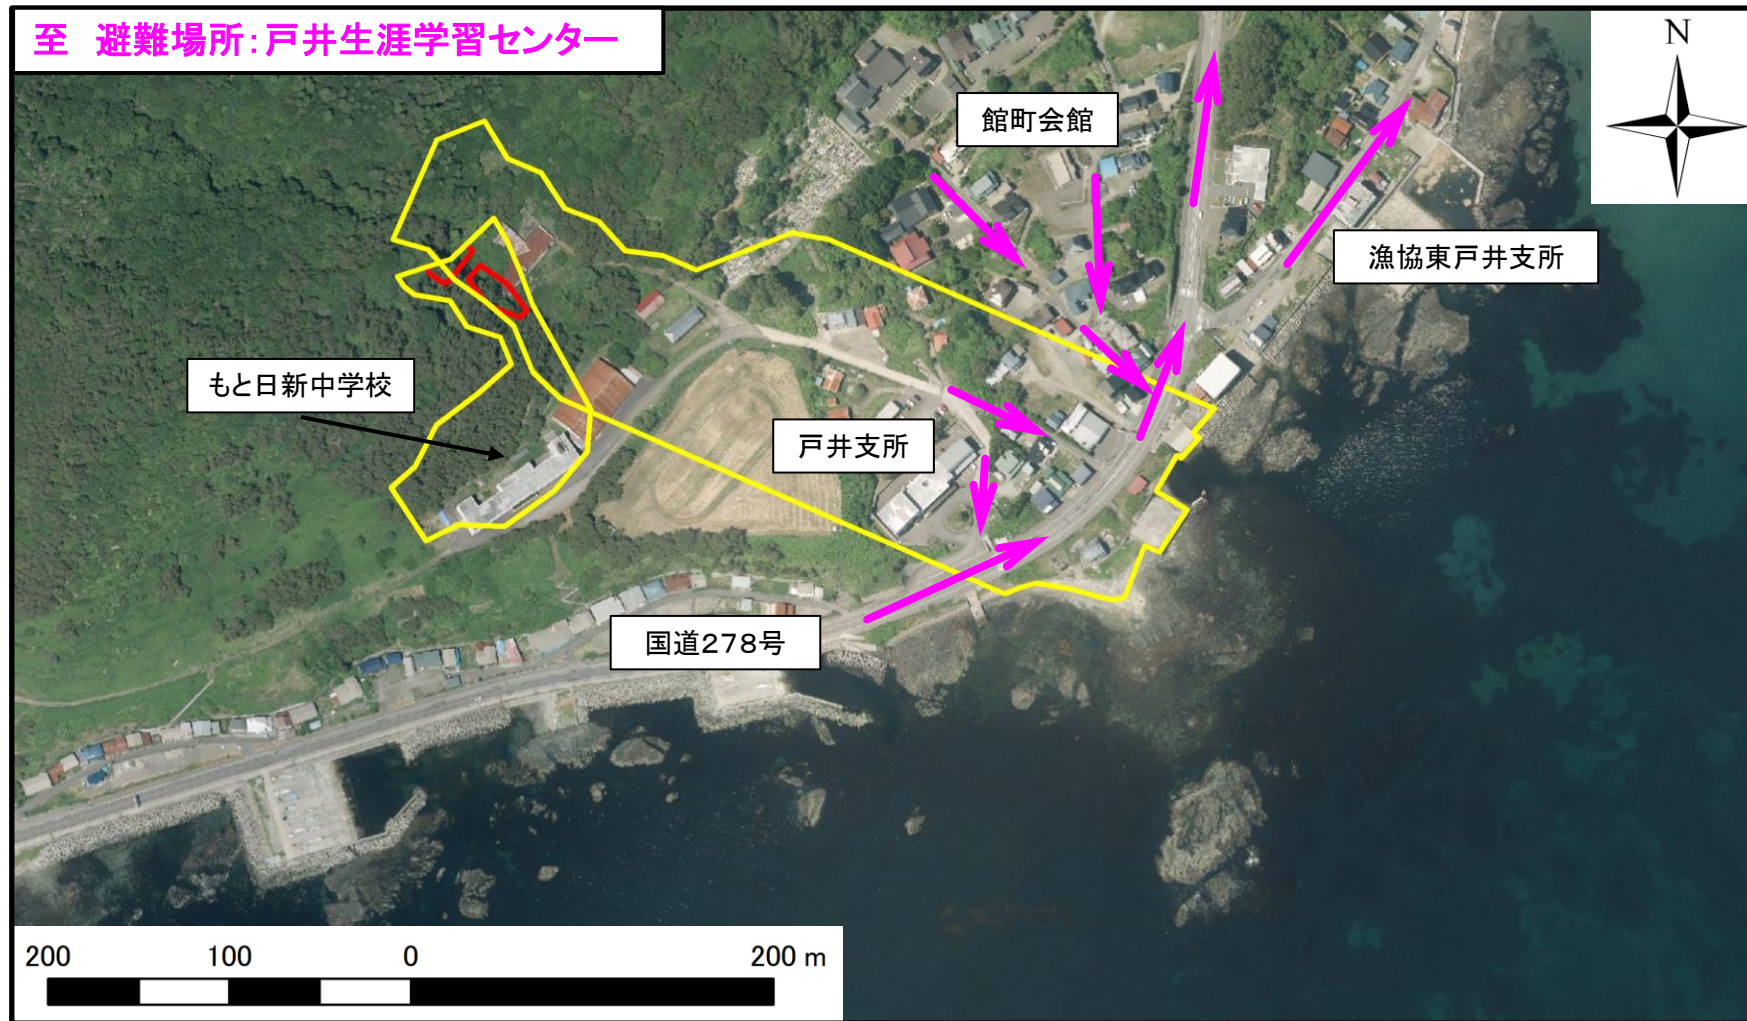 至 避難場所:戸井生涯学習センター
N
館町会館
漁協東戸井支所
もと日新中学校
戸井支所
国道278号
200 100 0 200 m